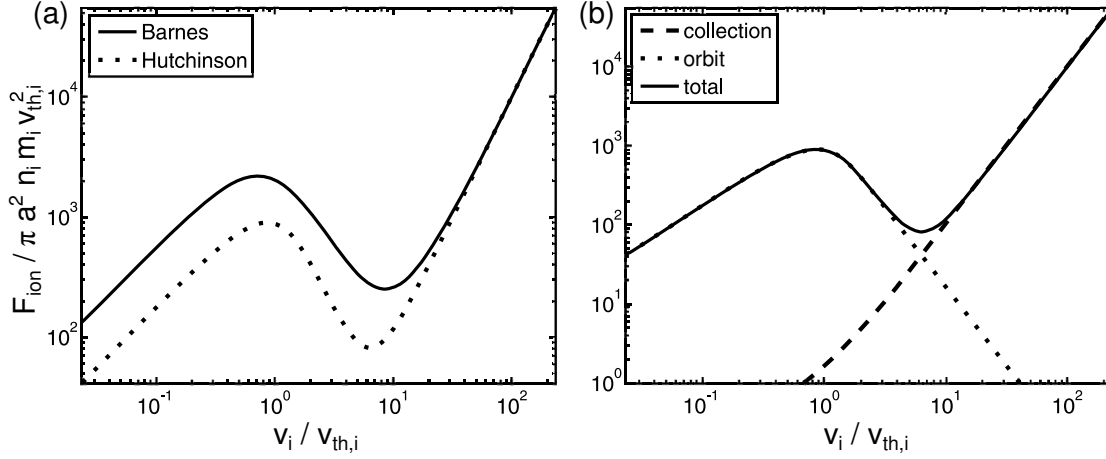 (a)
Barnes
Hutchinson
F_ion / π a² n_i m_i v²_th,i
10⁴
10³
10²
10⁻¹ 10⁰ 10¹ 10²
v_i / v_th,i
(b)
collection
orbit
total
10⁴
10³
10²
10¹
10⁰
10⁻¹ 10⁰ 10¹ 10²
v_i / v_th,i